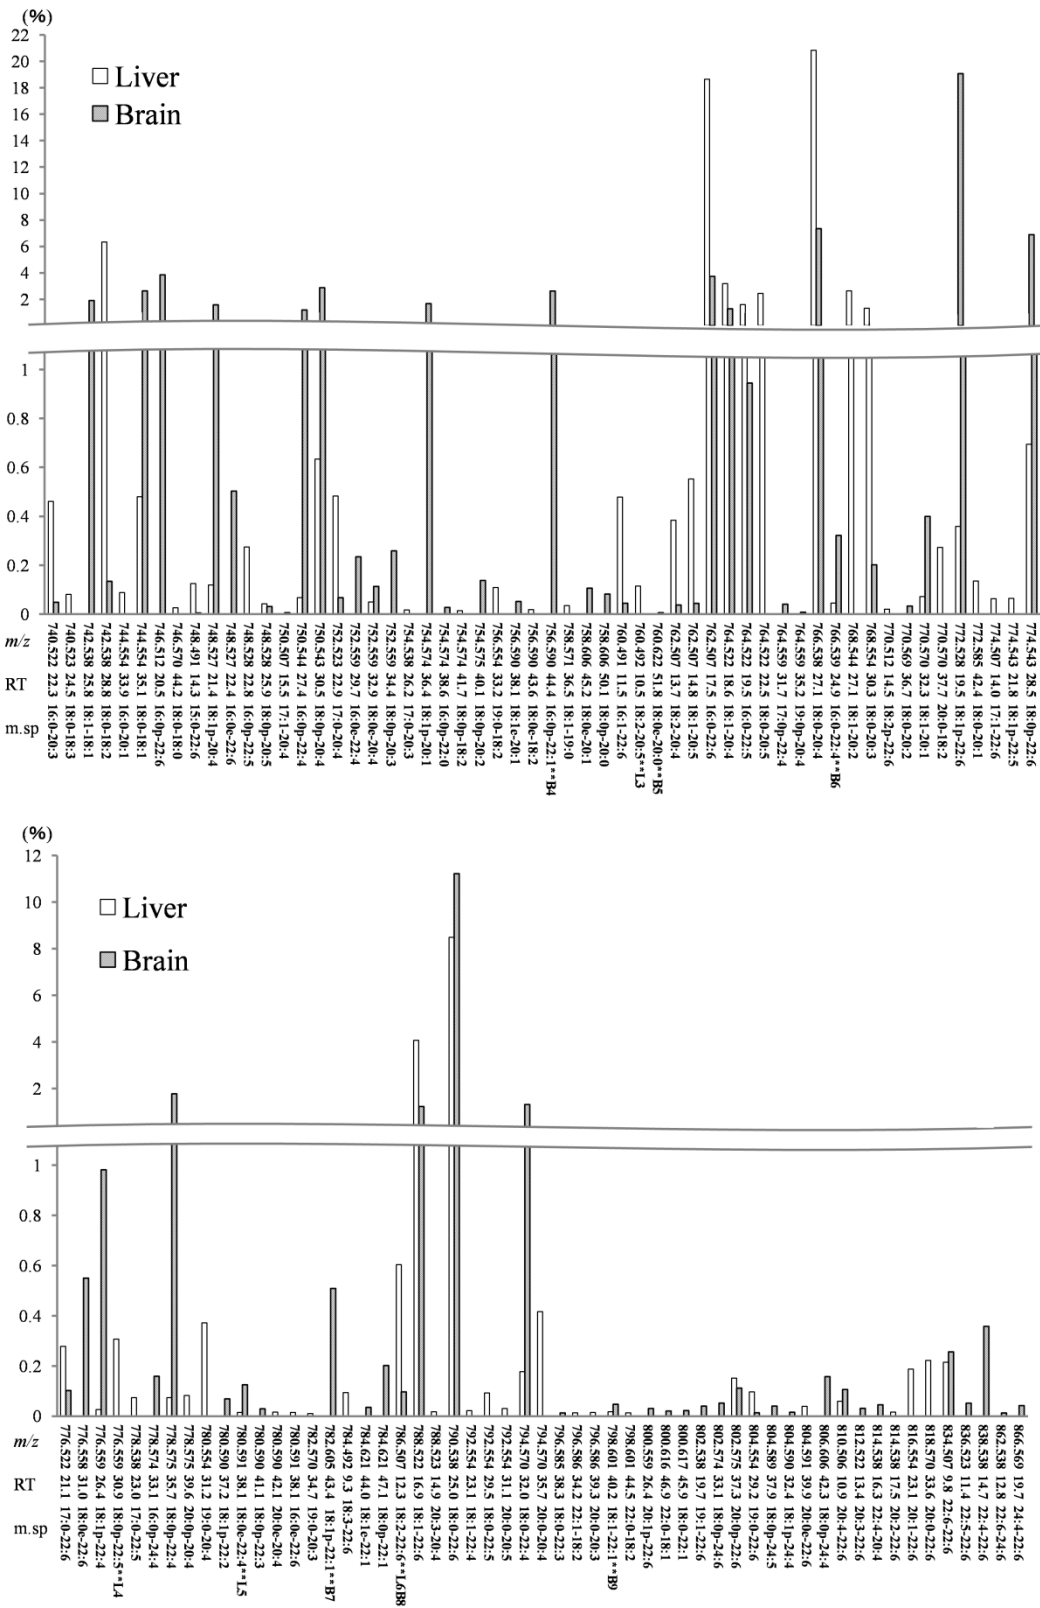 (%)
22
20
18
16
14
12
10
8
6
4
2
1
0.8
0.6
0.4
0.2
0
Liver
Brain
m/z
RT
m.sp
740.522 22.3 16:0-20:3
740.523 24.5 18:0-18:3
742.538 25.8 18:1-18:1
742.538 28.8 18:0-18:2
744.554 33.9 16:0-20:1
744.554 35.1 18:0-18:1
746.512 20.5 16:0p-22:6
746.570 44.2 18:0-18:0
748.491 14.3 15:0-22:6
748.527 21.4 18:1p-20:4
748.527 22.4 16:0e-22:6
748.528 22.8 16:0p-22:5
748.528 25.9 18:0p-20:5
750.507 15.5 17:1-20:4
750.544 27.4 16:0p-22:4
750.543 30.5 18:0p-20:4
752.523 22.9 17:0-20:4
752.559 29.7 16:0e-22:4
752.559 32.9 18:0e-20:4
752.559 34.4 18:0p-20:3
754.538 26.2 17:0-20:3
754.574 36.4 18:1p-20:1
754.574 38.6 16:0p-22:0
754.574 41.7 18:0p-18:2
754.575 40.1 18:0p-20:2
756.554 33.2 19:0-18:2
756.590 38.1 18:1e-20:1
756.590 43.6 18:0e-18:2
756.590 44.4 16:0p-22:1**B4
758.571 36.5 18:1-19:0
758.606 45.2 18:0e-20:1
758.606 50.1 18:0p-20:0
760.491 11.5 16:1-22:6
760.492 10.5 18:2-20:5**L3
760.622 51.8 18:0e-20:0**B5
762.507 13.7 18:2-20:4
762.507 14.8 18:1-20:5
762.507 17.5 16:0-22:6
764.522 18.6 18:1-20:4
764.522 19.5 16:0-22:5
764.522 22.5 18:0-20:5
764.559 31.7 17:0p-22:4
764.559 35.2 19:0p-20:4
766.538 27.1 18:0-20:4
766.539 24.9 16:0-22:4**B6
768.544 27.1 18:1-20:2
768.554 30.3 18:0-20:3
770.512 14.5 18:2p-22:6
770.569 36.7 18:0-20:2
770.570 32.3 18:1-20:1
770.570 37.7 20:0-18:2
772.528 19.5 18:1p-22:6
772.585 42.4 18:0-20:1
774.507 14.0 17:1-22:6
774.543 21.8 18:1p-22:5
774.543 28.5 18:0p-22:6
(%)
12
10
8
6
4
2
1
0.8
0.6
0.4
0.2
0
Liver
Brain
m/z
RT
m.sp
776.522 21.1 17:0-22:6
776.558 31.0 18:0e-22:6
776.559 26.4 18:1p-22:4
776.559 30.9 18:0p-22:5**L4
778.538 23.0 17:0-22:5
778.574 33.1 16:0p-24:4
778.575 35.7 18:0p-22:4
778.575 39.6 20:0p-20:4
780.554 31.2 19:0-20:4
780.590 37.2 18:1p-22:2
780.591 38.1 18:0e-22:4**L5
780.590 41.1 18:0p-22:3
780.590 42.1 20:0e-20:4
780.591 38.1 16:0e-22:6
782.570 34.7 19:0-20:3
782.605 43.4 18:1p-22:1**B7
784.492 9.3 18:3-22:6
784.621 44.0 18:1e-22:1
784.621 47.1 18:0p-22:1
786.507 12.3 18:2-22:6**L6B8
788.522 16.9 18:1-22:6
788.523 14.9 20:3-20:4
790.538 25.0 18:0-22:6
792.554 23.1 18:1-22:4
792.554 29.5 18:0-22:5
792.554 31.1 20:0-20:5
794.570 32.0 18:0-22:4
794.570 35.7 20:0-20:4
796.585 38.3 18:0-22:3
796.586 34.2 22:1-18:2
796.586 39.3 20:0-20:3
798.601 40.2 18:1-22:1**B9
798.601 44.5 22:0-18:2
800.559 26.4 20:1p-22:6
800.616 46.9 22:0-18:1
800.617 45.9 18:0-22:1
802.538 19.7 19:1-22:6
802.574 33.1 18:0p-24:6
802.575 37.3 20:0p-22:6
804.554 29.2 19:0-22:6
804.589 37.9 18:0p-24:5
804.590 32.4 18:1p-24:4
804.591 39.9 20:0e-22:6
806.606 42.3 18:0p-24:4
810.506 10.9 20:4-22:6
812.522 13.4 20:3-22:6
814.538 16.3 22:4-20:4
814.538 17.5 20:2-22:6
816.554 23.1 20:1-22:6
818.570 33.6 20:0-22:6
834.507 9.8 22:6-22:6
836.523 11.4 22:5-22:6
838.538 14.7 22:4-22:6
862.538 12.8 22:6-24:6
866.569 19.7 24:4-22:6